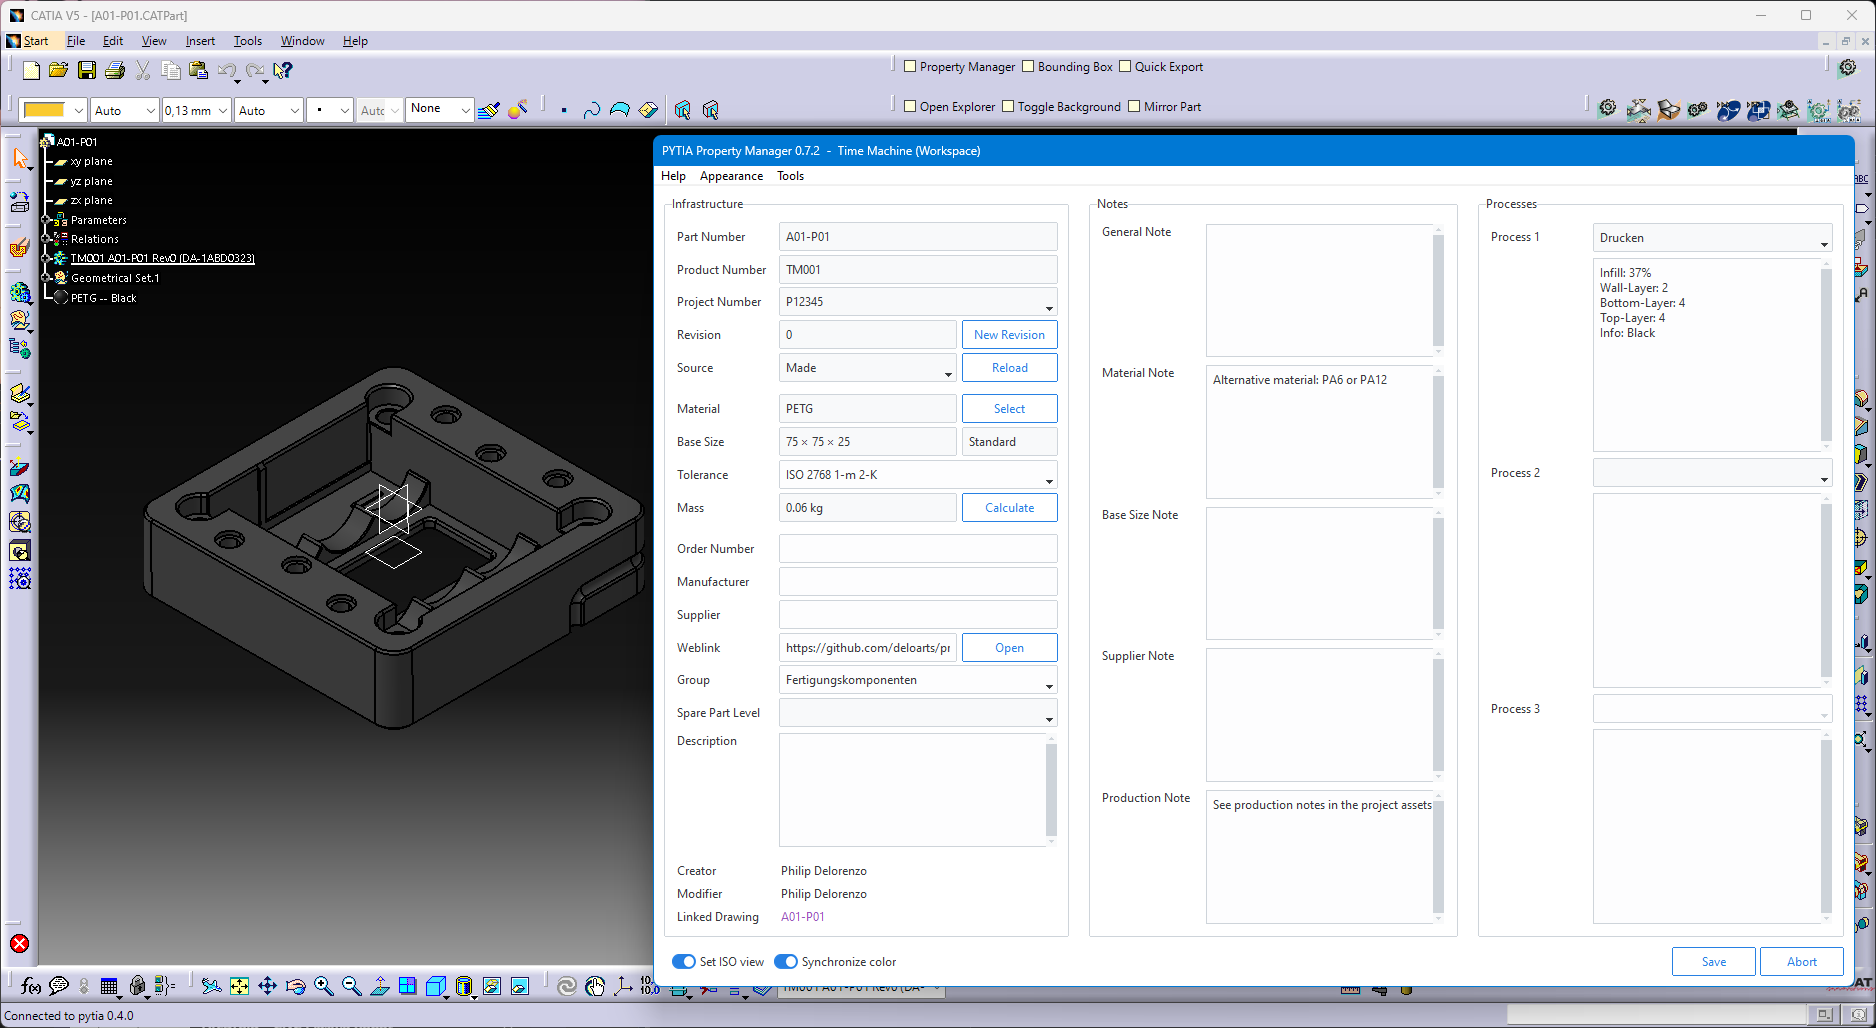 CATIA V5 - [A01-P01.CATPart]
Start File Edit View Insert Tools Window Help
Property Manager Bounding Box Quick Export
Auto 0,13 mm Auto Auto None
Open Explorer Toggle Background Mirror Part
A01-P01
xy plane
yz plane
zx plane
Parameters
Relations
TM001 A01-P01 Rev0 (DA-1ABD0323)
Geometrical Set.1
PETG -- Black
PYTIA Property Manager 0.7.2 - Time Machine (Workspace)
Help Appearance Tools
Infrastructure
Part Number A01-P01
Product Number TM001
Project Number P12345
Revision 0 New Revision
Source Made Reload
Material PETG Select
Base Size 75 × 75 × 25 Standard
Tolerance ISO 2768 1-m 2-K
Mass 0.06 kg Calculate
Order Number
Manufacturer
Supplier
Weblink https://github.com/deloarts/pr Open
Group Fertigungskomponenten
Spare Part Level
Description
Creator Philip Delorenzo
Modifier Philip Delorenzo
Linked Drawing A01-P01
Notes
General Note
Material Note Alternative material: PA6 or PA12
Base Size Note
Supplier Note
Production Note See production notes in the project assets
Processes
Process 1 Drucken
Infill: 37%
Wall-Layer: 2
Bottom-Layer: 4
Top-Layer: 4
Info: Black
Process 2
Process 3
Set ISO view Synchronize color
Save Abort
ABC
f(x)
10.0
TM001 A01-P01 Rev0 (DA-
Connected to pytia 0.4.0